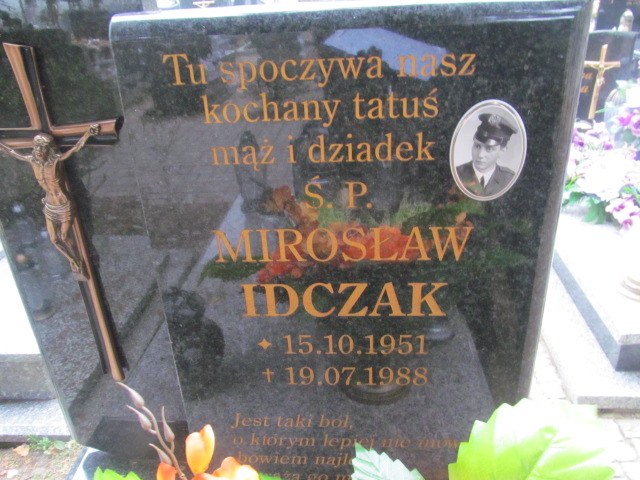 Tu spoczywa nasz
kochany tatuś
mąż i dziadek
Ś. P.
MIROSŁAW
IDCZAK
15.10.1951
† 19.07.1988
Jest taki ból,
o którym lepiej nie
bowiem